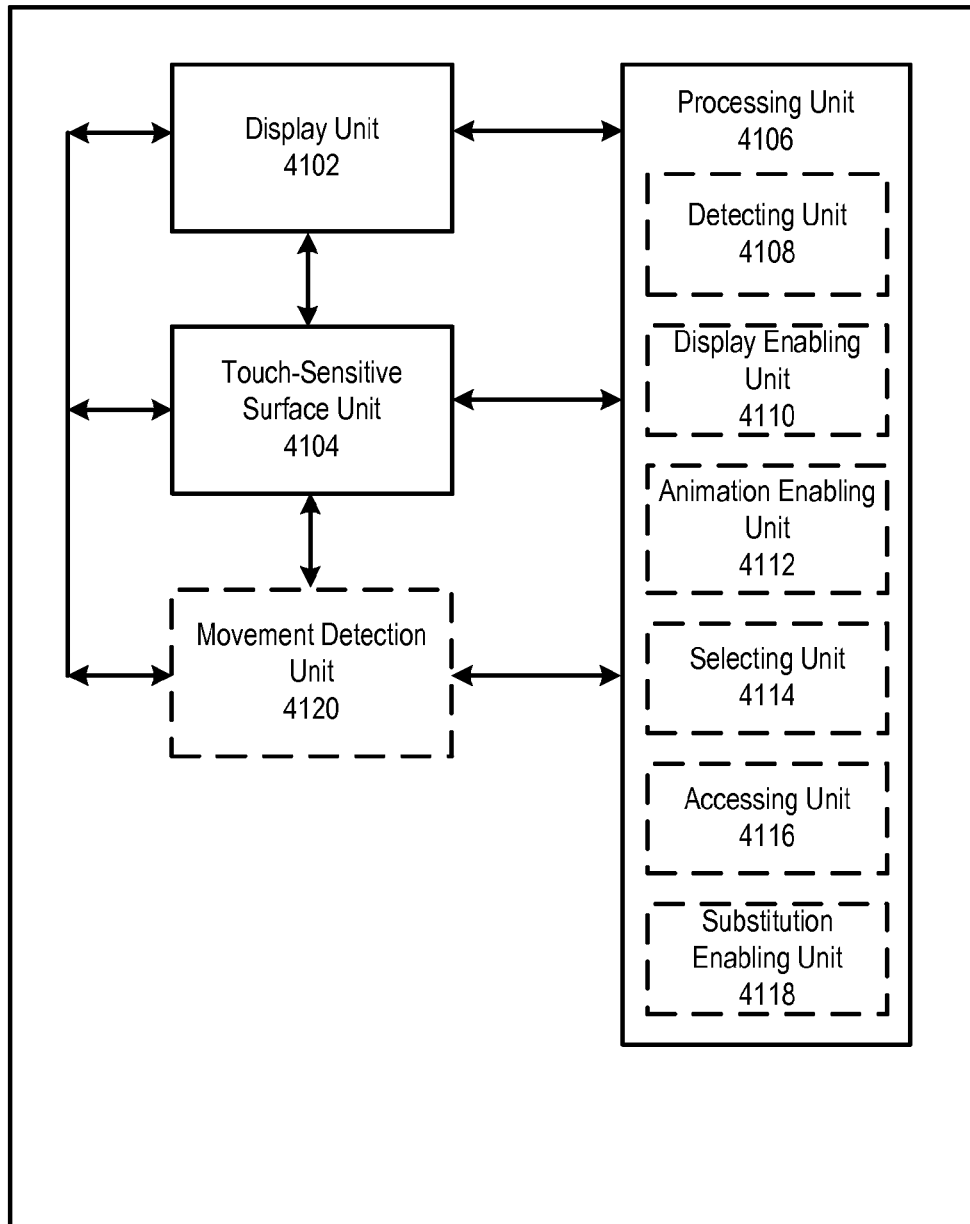 Display Unit
4102
Touch-Sensitive
Surface Unit
4104
Movement Detection
Unit
4120
Processing Unit
4106
Detecting Unit
4108
Display Enabling
Unit
4110
Animation Enabling
Unit
4112
Selecting Unit
4114
Accessing Unit
4116
Substitution
Enabling Unit
4118